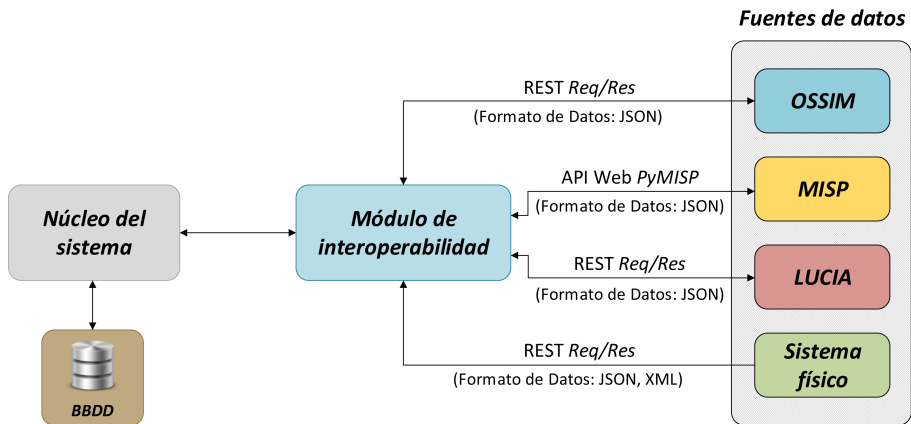 Fuentes de datos
REST Req/Res
(Formato de Datos: JSON)
OSSIM
API Web PyMISP
(Formato de Datos: JSON)
MISP
Núcleo del
sistema
Módulo de
interoperabilidad
REST Req/Res
(Formato de Datos: JSON)
LUCIA
REST Req/Res
(Formato de Datos: JSON, XML)
Sistema
físico
BBDD